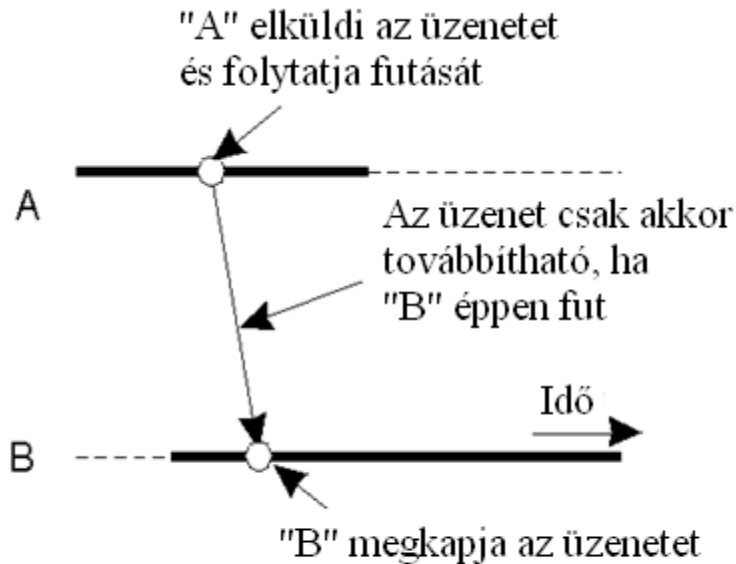 "A" elküldi az üzenetet
és folytatja futását
A
Az üzenet csak akkor
továbbítható, ha
"B" éppen fut
Idő
B
"B" megkapja az üzenetet